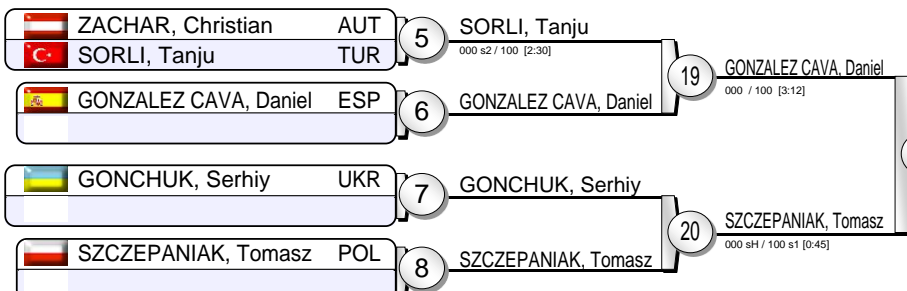 ZACHAR, Christian AUT
SORLI, Tanju TUR
5
SORLI, Tanju
000 s2 / 100 [2:30]
GONZALEZ CAVA, Daniel ESP
6
GONZALEZ CAVA, Daniel
19
GONZALEZ CAVA, Daniel
000 / 100 [3:12]
GONCHUK, Serhiy UKR
7
GONCHUK, Serhiy
SZCZEPANIAK, Tomasz POL
8
SZCZEPANIAK, Tomasz
20
SZCZEPANIAK, Tomasz
000 sH / 100 s1 [0:45]